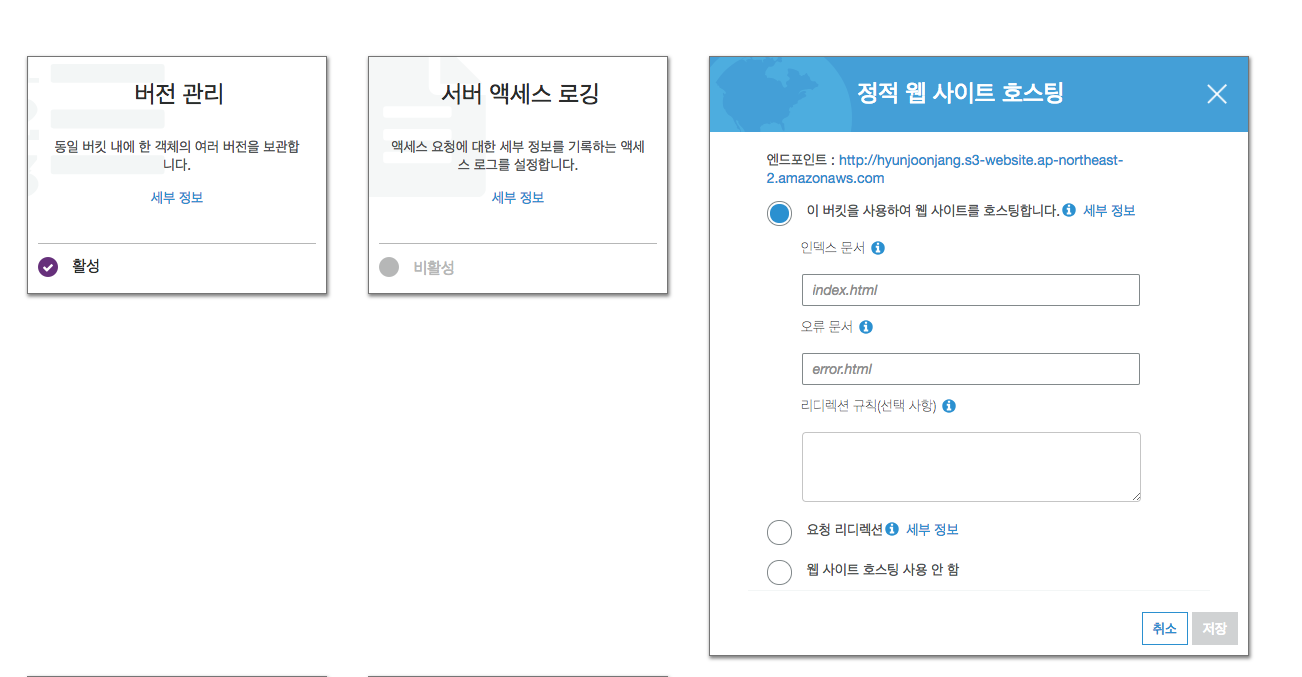 버전 관리
동일 버킷 내에 한 객체의 여러 버전을 보관합
니다.
세부 정보
활성
서버 액세스 로깅
액세스 요청에 대한 세부 정보를 기록하는 액세
스 로그를 설정합니다.
세부 정보
비활성
정적 웹 사이트 호스팅
엔드포인트 : http://hyunjoonjang.s3-website.ap-northeast-
2.amazonaws.com
이 버킷을 사용하여 웹 사이트를 호스팅합니다. 세부 정보
인덱스 문서
index.html
오류 문서
error.html
리디렉션 규칙(선택 사항)
요청 리디렉션 세부 정보
웹 사이트 호스팅 사용 안 함
취소 저장